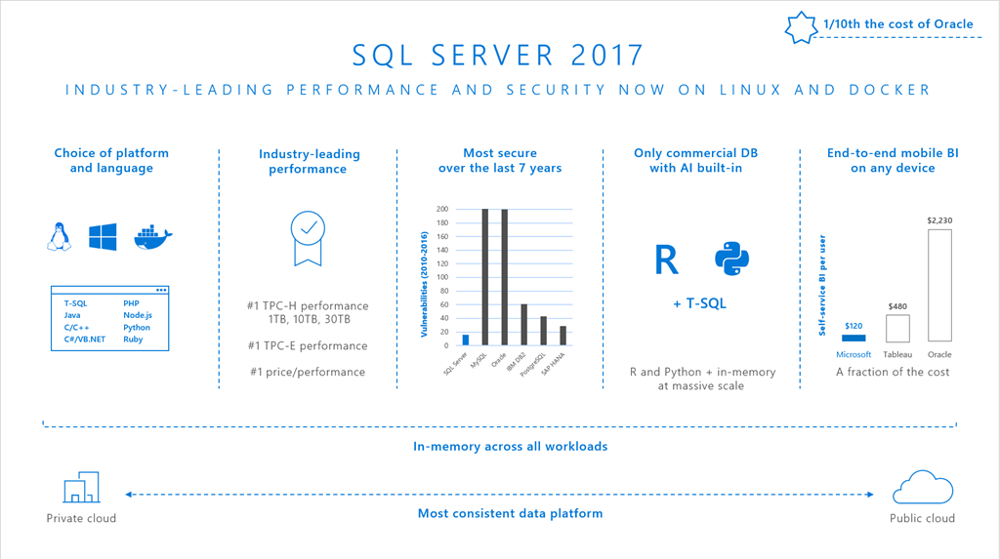 1/10th the cost of Oracle
SQL SERVER 2017
INDUSTRY-LEADING PERFORMANCE AND SECURITY NOW ON LINUX AND DOCKER
Choice of platform
and language
T-SQL
Java
C/C++
C#/VB.NET
PHP
Node.js
Python
Ruby
Industry-leading
performance
#1 TPC-H performance
1TB, 10TB, 30TB
#1 TPC-E performance
#1 price/performance
Most secure
over the last 7 years
Vulnerabilities (2010-2016)
200
180
160
140
120
100
80
60
40
20
0
SQL Server
MySQL
Oracle
IBM DB2
PostgreSQL
SAP HANA
Only commercial DB
with AI built-in
R
+ T-SQL
R and Python + in-memory
at massive scale
End-to-end mobile BI
on any device
Self-service BI per user
$120
$480
$2,230
Microsoft
Tableau
Oracle
A fraction of the cost
In-memory across all workloads
Private cloud
Most consistent data platform
Public cloud